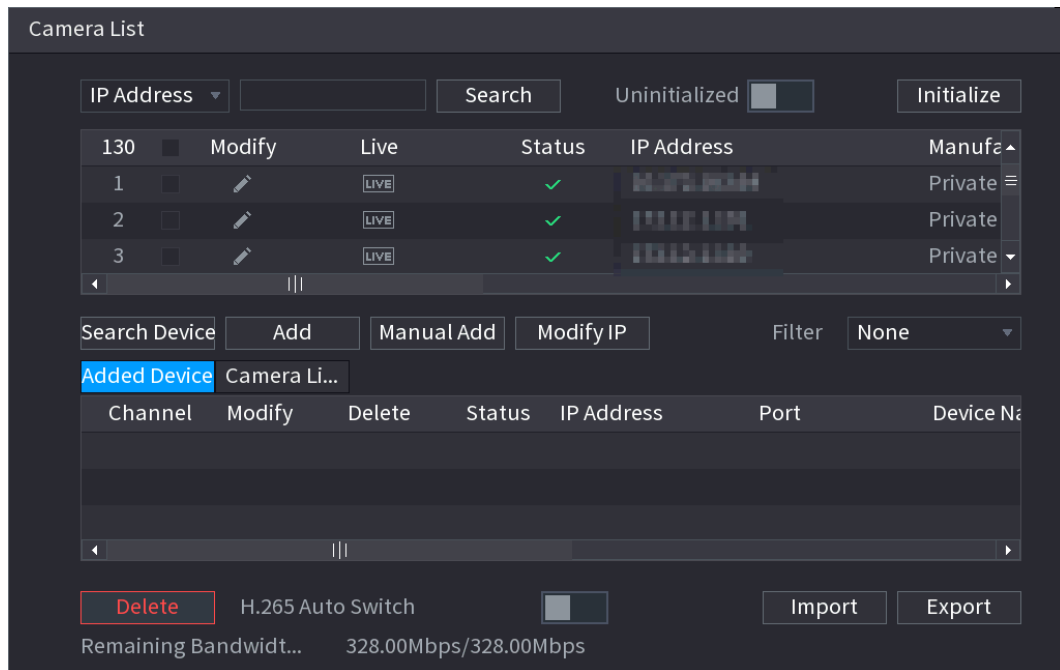 Camera List
IP Address Search Uninitialized Initialize
130 Modify Live Status IP Address Manufa
1 LIVE Private
2 LIVE Private
3 LIVE Private
Search Device Add Manual Add Modify IP Filter None
Added Device Camera Li...
Channel Modify Delete Status IP Address Port Device Na
Delete H.265 Auto Switch Import Export
Remaining Bandwidt... 328.00Mbps/328.00Mbps